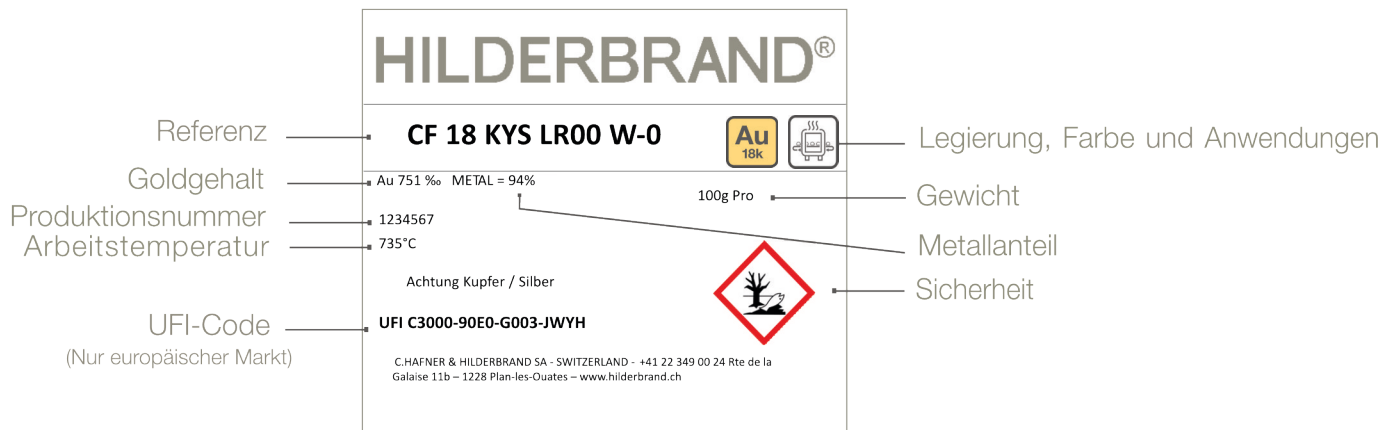 HILDERBRAND®
Referenz
CF 18 KYS LR00 W-0
Au
18k
Legierung, Farbe und Anwendungen
Goldgehalt
Au 751 ‰ METAL = 94%
100g Pro
Gewicht
Produktionsnummer
1234567
Arbeitstemperatur
735°C
Metallanteil
Achtung Kupfer / Silber
Sicherheit
UFI-Code
(Nur europäischer Markt)
UFI C3000-90E0-G003-JWYH
C.HAFNER & HILDERBRAND SA - SWITZERLAND - +41 22 349 00 24 Rte de la
Galaise 11b – 1228 Plan-les-Ouates – www.hilderbrand.ch